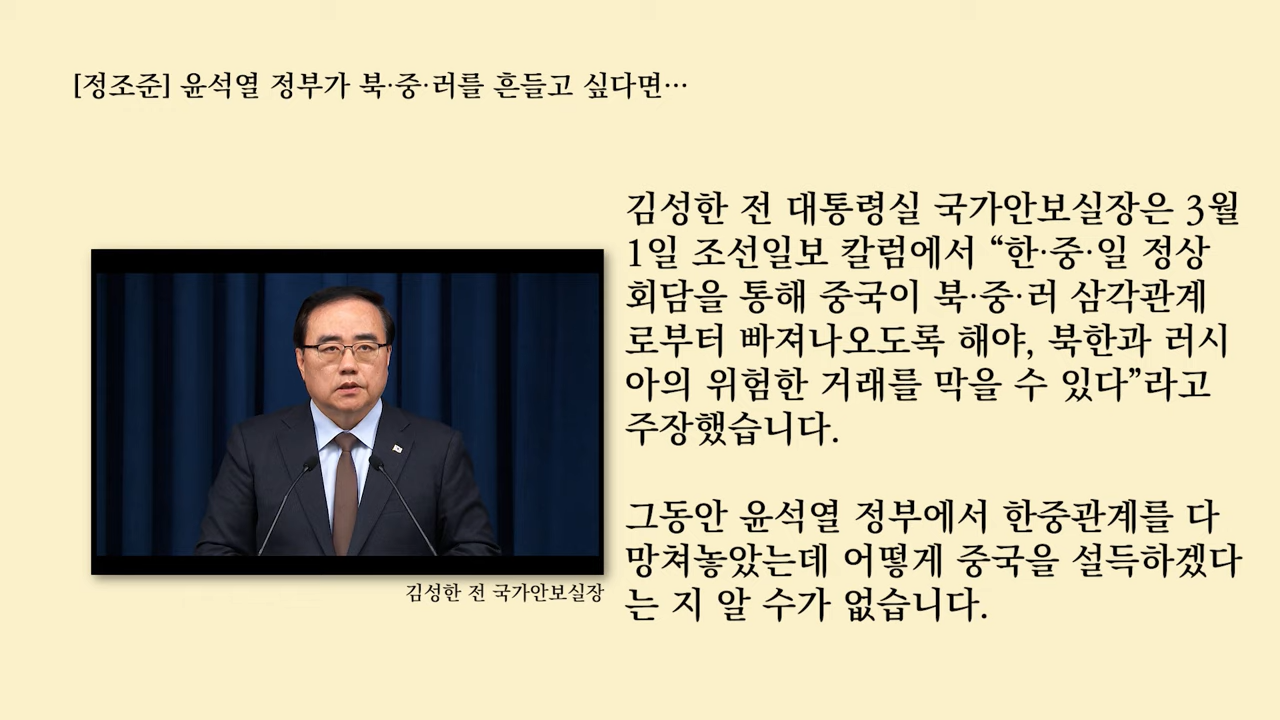 [정조준] 윤석열 정부가 북·중·러를 흔들고 싶다면…
김성한 전 대통령실 국가안보실장은 3월
1일 조선일보 칼럼에서 “한·중·일 정상
회담을 통해 중국이 북·중·러 삼각관계
로부터 빠져나오도록 해야, 북한과 러시
아의 위험한 거래를 막을 수 있다”라고
주장했습니다.
그동안 윤석열 정부에서 한중관계를 다
망쳐놓았는데 어떻게 중국을 설득하겠다
는 지 알 수가 없습니다.
김성한 전 국가안보실장